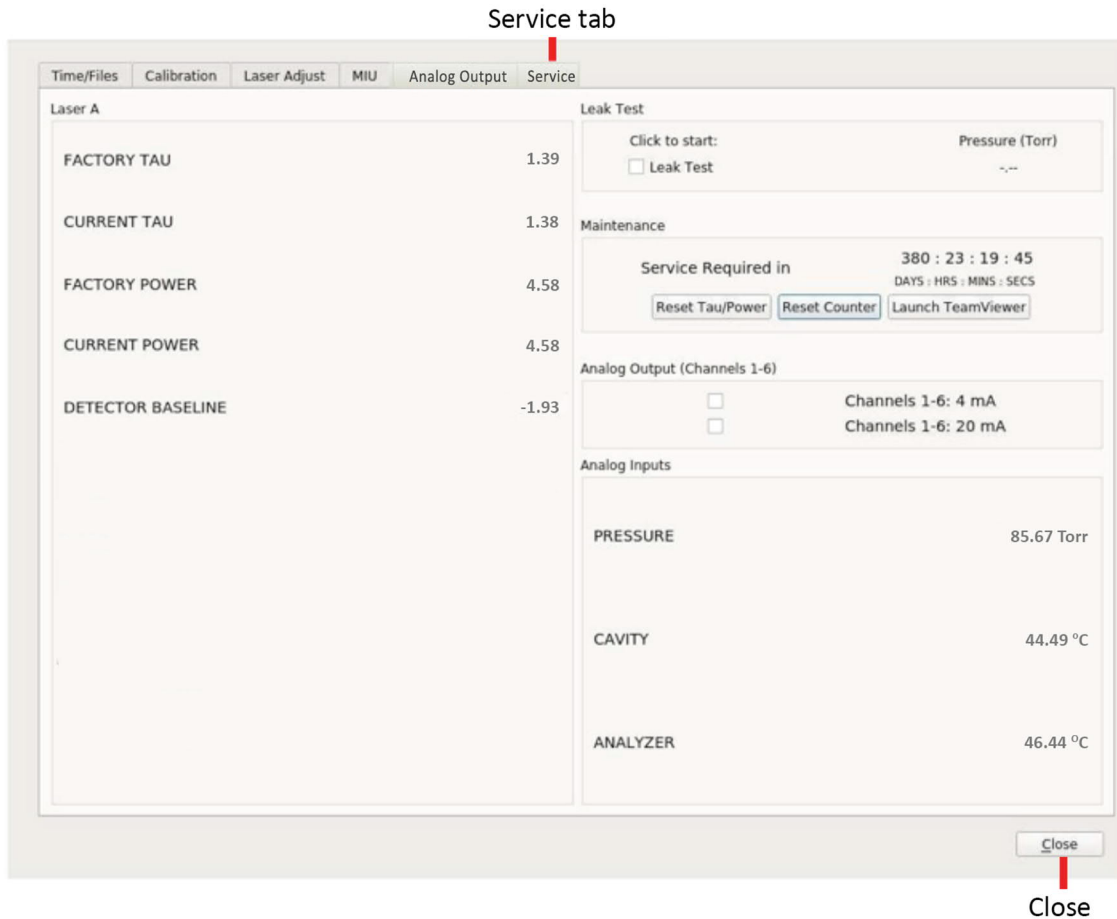 Service tab
Time/Files Calibration Laser Adjust MIU Analog Output Service
Laser A
FACTORY TAU 1.39
CURRENT TAU 1.38
FACTORY POWER 4.58
CURRENT POWER 4.58
DETECTOR BASELINE -1.93
Leak Test
Click to start: Pressure (Torr)
Leak Test -.--
Maintenance
Service Required in 380 : 23 : 19 : 45
DAYS : HRS : MINS : SECS
Reset Tau/Power Reset Counter Launch TeamViewer
Analog Output (Channels 1-6)
Channels 1-6: 4 mA
Channels 1-6: 20 mA
Analog Inputs
PRESSURE 85.67 Torr
CAVITY 44.49 °C
ANALYZER 46.44 °C
Close
Close